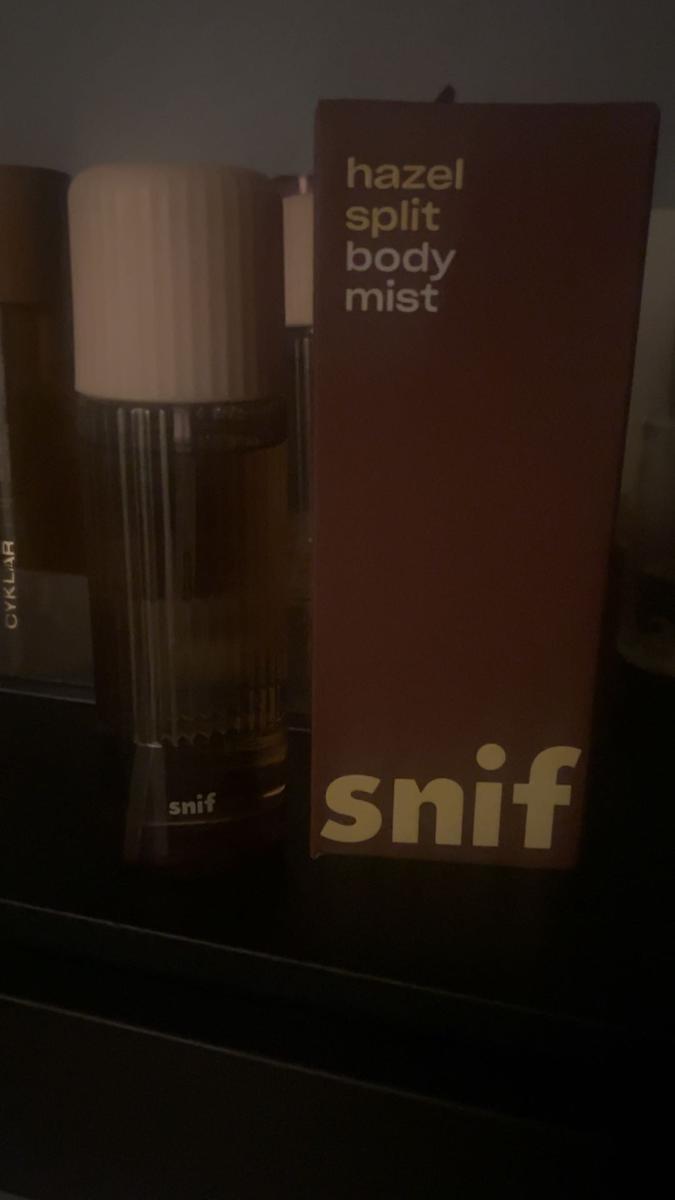 hazel
split
body
mist
snif
snif
CYKLAR